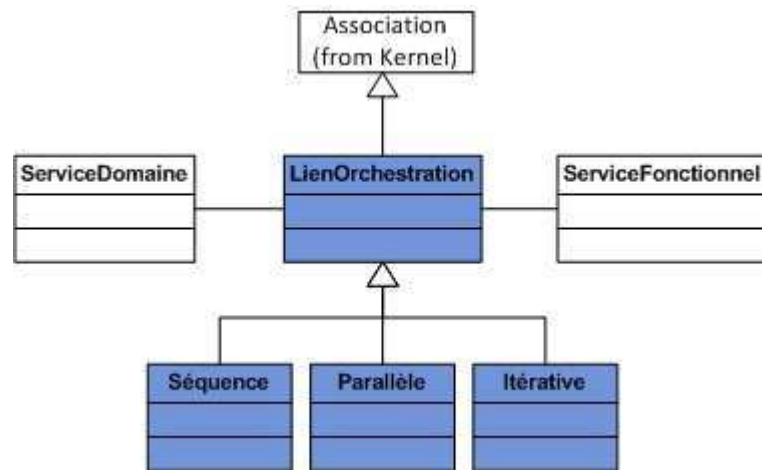 Association
(from Kernel)
ServiceDomaine
LienOrchestration
ServiceFonctionnel
Séquence
Parallèle
Itérative